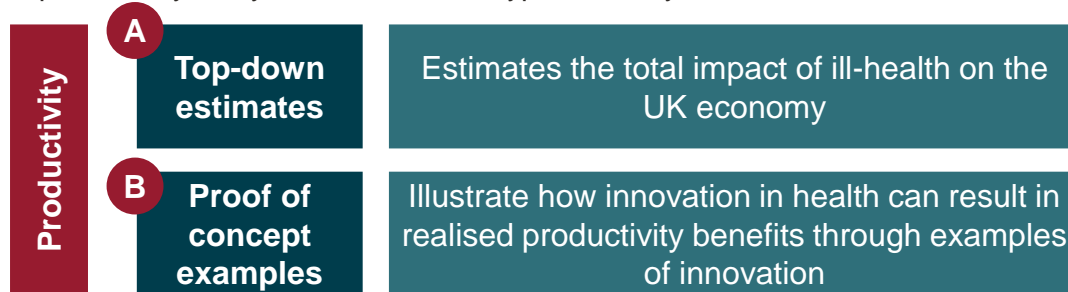 Productivity
A
Top-down
estimates
Estimates the total impact of ill-health on the
UK economy
B
Proof of
concept
examples
Illustrate how innovation in health can result in
realised productivity benefits through examples
of innovation